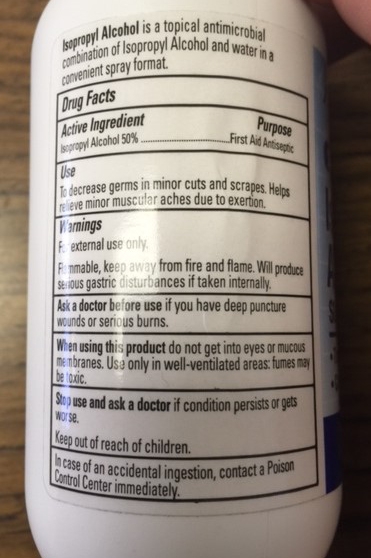 Isopropyl Alcohol is a topical antimicrobial
combination of Isopropyl Alcohol and water in a
convenient spray format.
Drug Facts
Active Ingredient Purpose
Isopropyl Alcohol 50% ........................First Aid Antiseptic
Use
To decrease germs in minor cuts and scrapes. Helps
relieve minor muscular aches due to exertion.
Warnings
For external use only.
Flammable, keep away from fire and flame. Will produce
serious gastric disturbances if taken internally.
Ask a doctor before use if you have deep puncture
wounds or serious burns.
When using this product do not get into eyes or mucous
membranes. Use only in well-ventilated areas: fumes may
be toxic.
Stop use and ask a doctor if condition persists or gets
worse.
Keep out of reach of children.
In case of an accidental ingestion, contact a Poison
Control Center immediately.